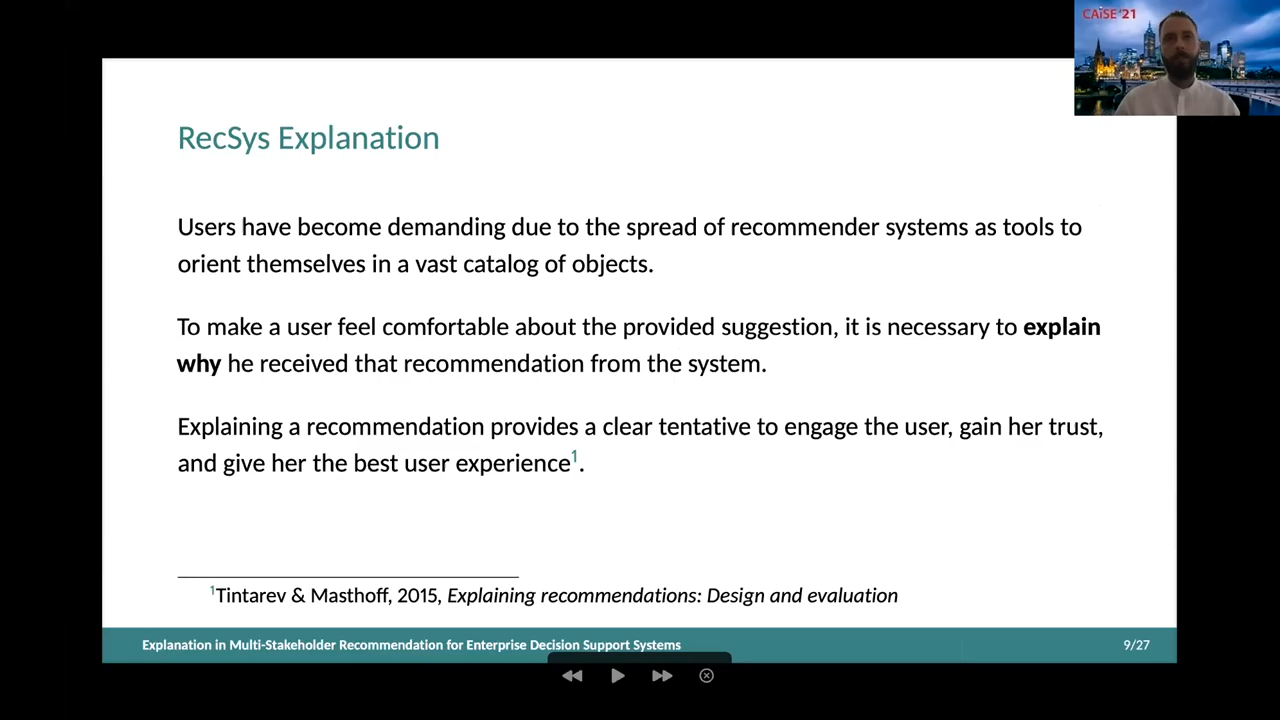 CAiSE '21
RecSys Explanation
Users have become demanding due to the spread of recommender systems as tools to
orient themselves in a vast catalog of objects.
To make a user feel comfortable about the provided suggestion, it is necessary to explain
why he received that recommendation from the system.
Explaining a recommendation provides a clear tentative to engage the user, gain her trust,
and give her the best user experience1.
1Tintarev & Masthoff, 2015, Explaining recommendations: Design and evaluation
Explanation in Multi-Stakeholder Recommendation for Enterprise Decision Support Systems
9/27